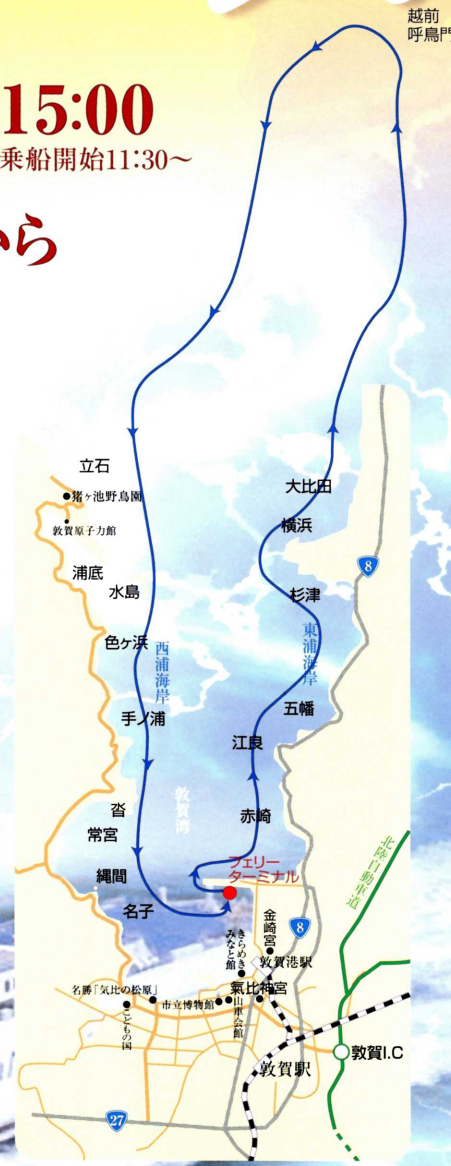 越前
呼鳥門
15:00
乗船開始11:30～
から
立石
猪ヶ池野鳥園
敦賀原子力館
浦底
水島
色ヶ浜
西浦海岸
手ノ浦
沓
常宮
縄間
名子
大比田
横浜
8
杉津
東浦海岸
五幡
江良
敦賀湾
赤崎
フェリー
ターミナル
北陸自動車道
金崎宮
8
きらめき
みなと館
敦賀港駅
名勝「気比の松原」
市立博物館
氣比神宮
山車会館
こどもの国
敦賀I.C
敦賀駅
27